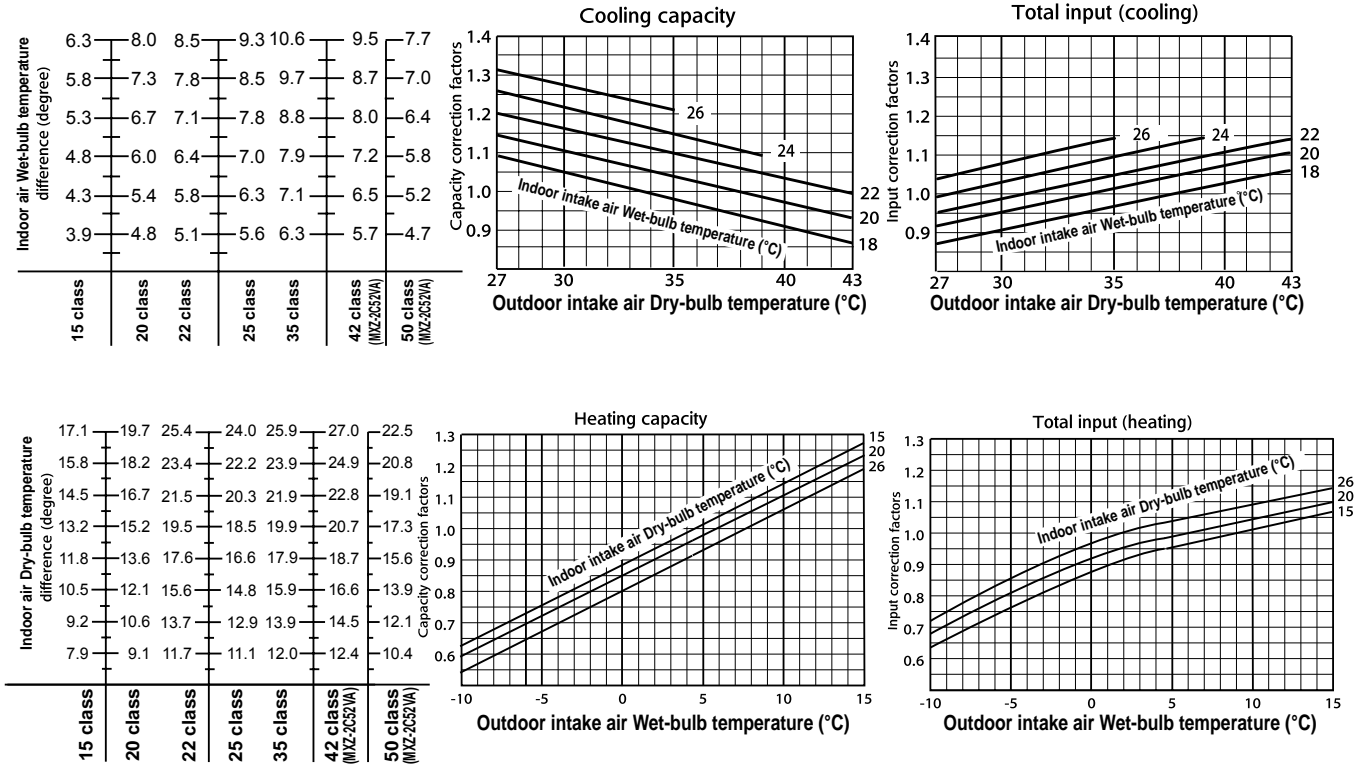 Cooling capacity
Total input (cooling)
Indoor air Wet-bulb temperature
difference (degree)
6.3 8.0 8.5 9.3 10.6 9.5 7.7
5.8 7.3 7.8 8.5 9.7 8.7 7.0
5.3 6.7 7.1 7.8 8.8 8.0 6.4
4.8 6.0 6.4 7.0 7.9 7.2 5.8
4.3 5.4 5.8 6.3 7.1 6.5 5.2
3.9 4.8 5.1 5.6 6.3 5.7 4.7
15 class
20 class
22 class
25 class
35 class
42 class
(MXZ-2C52VA)
50 class
(MXZ-2C52VA)
Capacity correction factors
1.4
1.3
1.2
1.1
1.0
0.9
26
24
22
20
18
Indoor intake air Wet-bulb temperature (°C)
27 30 35 40 43
Outdoor intake air Dry-bulb temperature (°C)
Input correction factors
1.4
1.3
1.2
1.1
1.0
0.9
26 24 22
20
18
Indoor intake air Wet-bulb temperature (°C)
27 30 35 40 43
Outdoor intake air Dry-bulb temperature (°C)
Heating capacity
Total input (heating)
Indoor air Dry-bulb temperature
difference (degree)
17.1 19.7 25.4 24.0 25.9 27.0 22.5
15.8 18.2 23.4 22.2 23.9 24.9 20.8
14.5 16.7 21.5 20.3 21.9 22.8 19.1
13.2 15.2 19.5 18.5 19.9 20.7 17.3
11.8 13.6 17.6 16.6 17.9 18.7 15.6
10.5 12.1 15.6 14.8 15.9 16.6 13.9
9.2 10.6 13.7 12.9 13.9 14.5 12.1
7.9 9.1 11.7 11.1 12.0 12.4 10.4
15 class
20 class
22 class
25 class
35 class
42 class
(MXZ-2C52VA)
50 class
(MXZ-2C52VA)
Capacity correction factors
1.3
1.2
1.1
1.0
0.9
0.8
0.7
0.6
15
20
26
Indoor intake air Dry-bulb temperature (°C)
-10 -5 0 5 10 15
Outdoor intake air Wet-bulb temperature (°C)
Input correction factors
1.3
1.2
1.1
1.0
0.9
0.8
0.7
0.6
26
20
15
Indoor intake air Dry-bulb temperature (°C)
-10 -5 0 5 10 15
Outdoor intake air Wet-bulb temperature (°C)